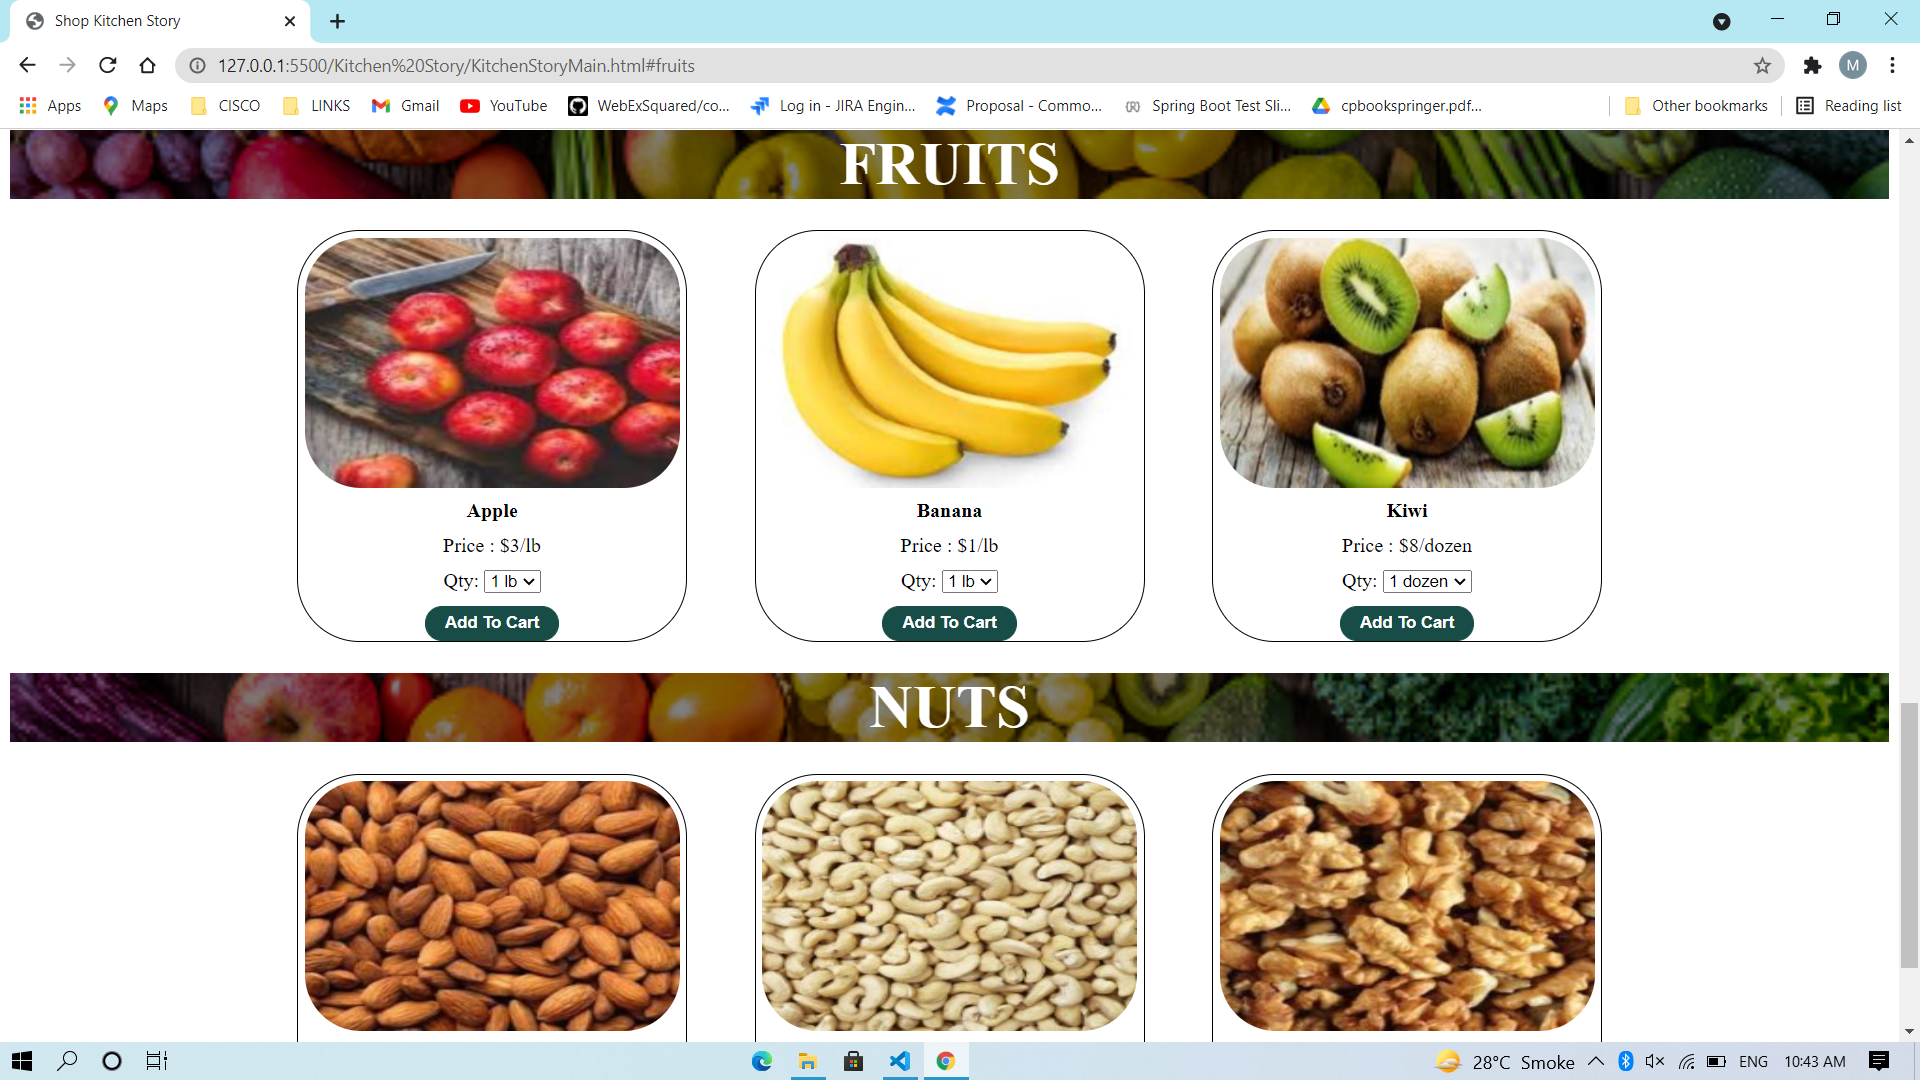 Shop Kitchen Story
127.0.0.1:5500/Kitchen%20Story/KitchenStoryMain.html#fruits
M
Apps Maps CISCO LINKS Gmail YouTube WebExSquared/co... Log in - JIRA Engin... Proposal - Commo... {R} Spring Boot Test Sli... cpbookspringer.pdf... Other bookmarks Reading list
FRUITS
Apple Banana Kiwi
Price : $3/lb Price : $1/lb Price : $8/dozen
Qty: 1 lb Qty: 1 lb Qty: 1 dozen
Add To Cart Add To Cart Add To Cart
NUTS
28°C Smoke ENG 10:43 AM